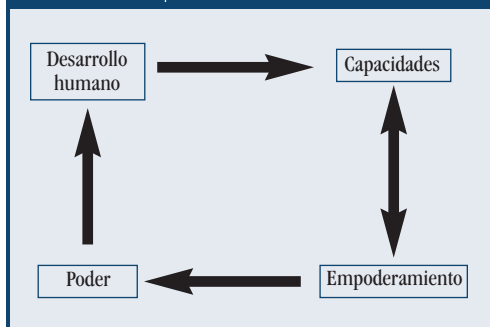 Desarrollo
humano
Capacidades
Poder
Empoderamiento